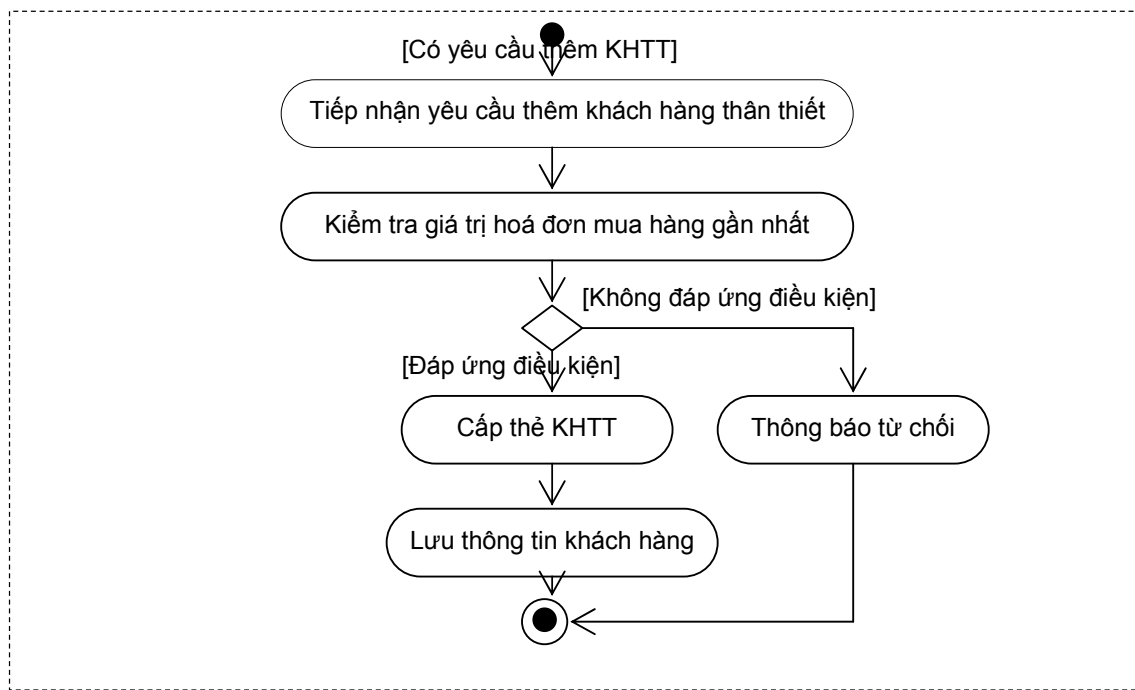 [Có yêu cầu thêm KHTT]
Tiếp nhận yêu cầu thêm khách hàng thân thiết
Kiểm tra giá trị hoá đơn mua hàng gần nhất
[Không đáp ứng điều kiện]
[Đáp ứng điều kiện]
Cấp thẻ KHTT
Thông báo từ chối
Lưu thông tin khách hàng